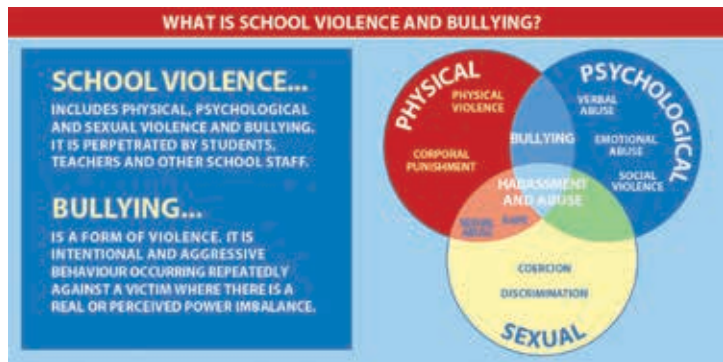 WHAT IS SCHOOL VIOLENCE AND BULLYING?
SCHOOL VIOLENCE...
INCLUDES PHYSICAL, PSYCHOLOGICAL
AND SEXUAL VIOLENCE AND BULLYING.
IT IS PERPETRATED BY STUDENTS,
TEACHERS AND OTHER SCHOOL STAFF.
BULLYING...
IS A FORM OF VIOLENCE. IT IS
INTENTIONAL AND AGGRESSIVE
BEHAVIOUR OCCURRING REPEATEDLY
AGAINST A VICTIM WHERE THERE IS A
REAL OR PERCEIVED POWER IMBALANCE.
PHYSICAL
PHYSICAL
VIOLENCE
CORPORAL
PUNISHMENT
BULLYING
PSYCHOLOGICAL
VERBAL
ABUSE
EMOTIONAL
ABUSE
SOCIAL
VIOLENCE
HARASSMENT
AND ABUSE
SEXUAL
ABUSE
RAPE
COERCION
DISCRIMINATION
SEXUAL